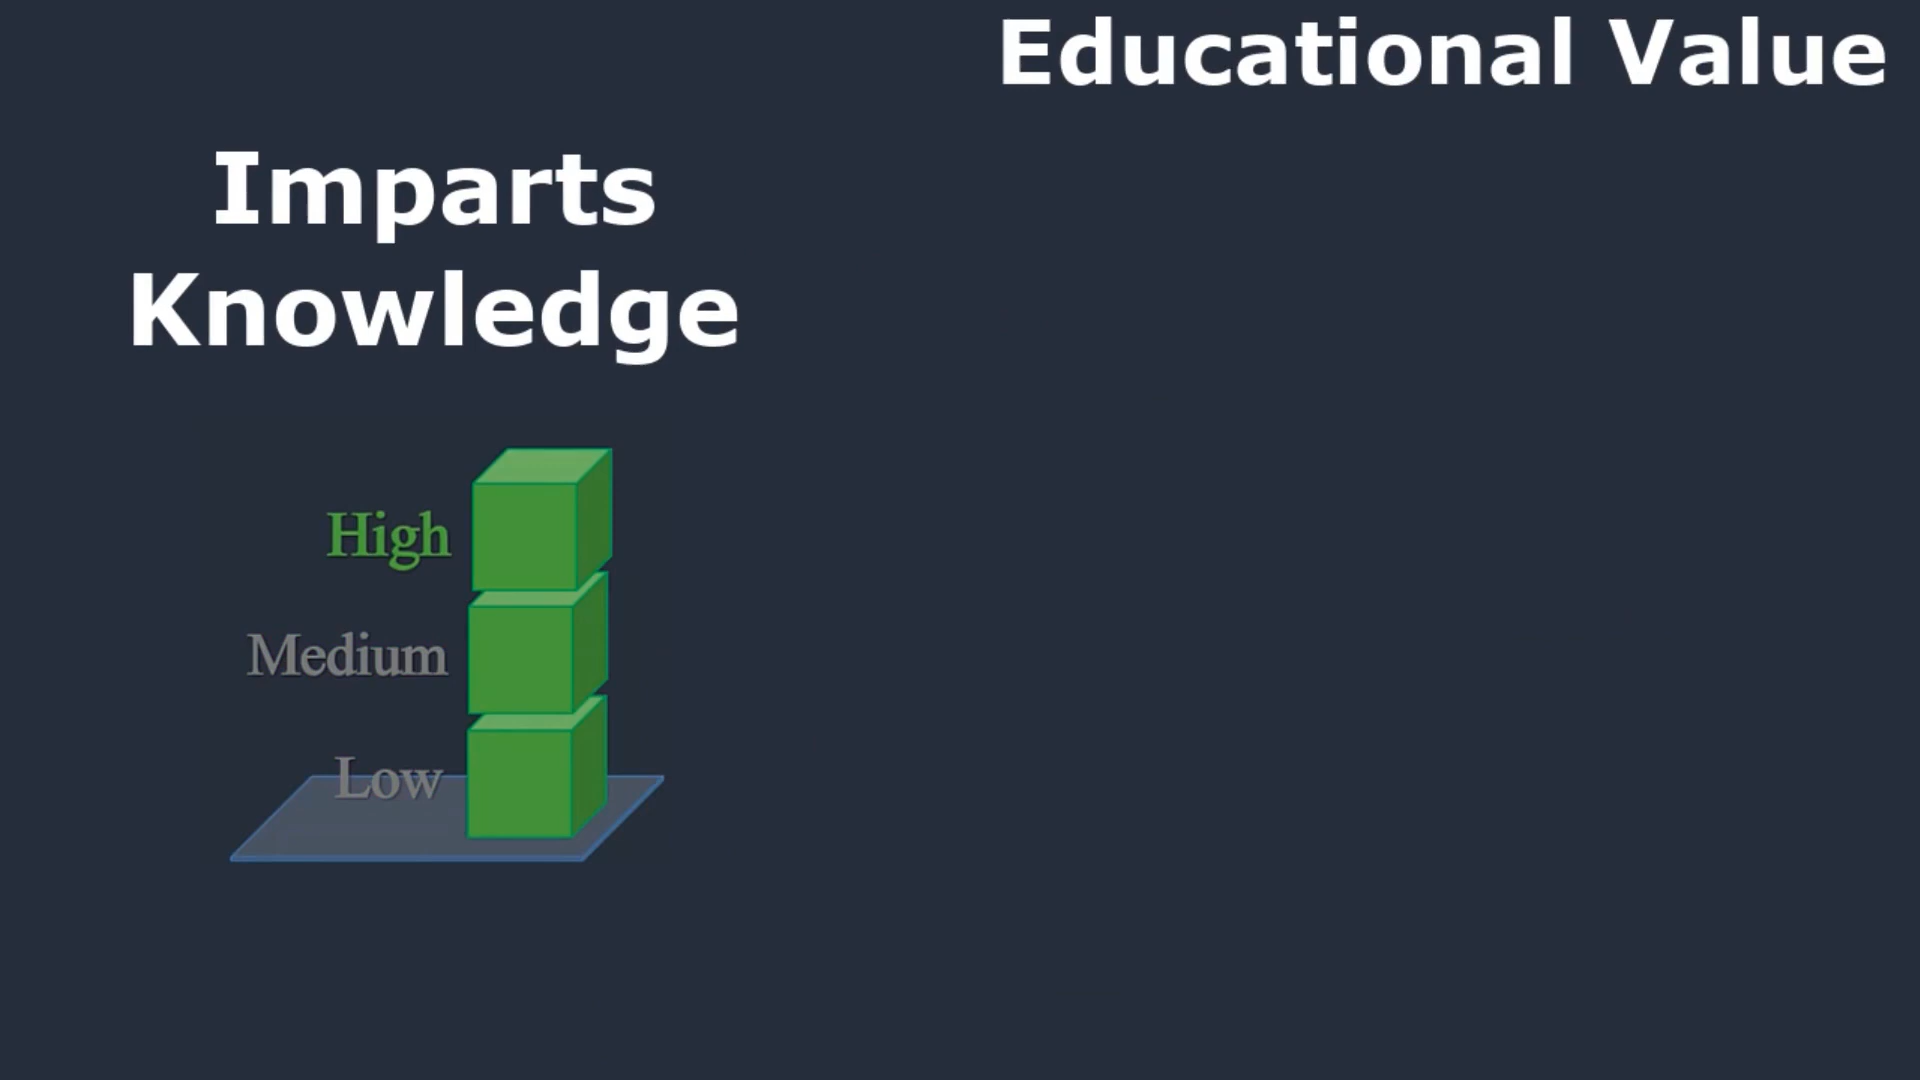 Educational Value
Imparts
Knowledge
High
Medium
Low